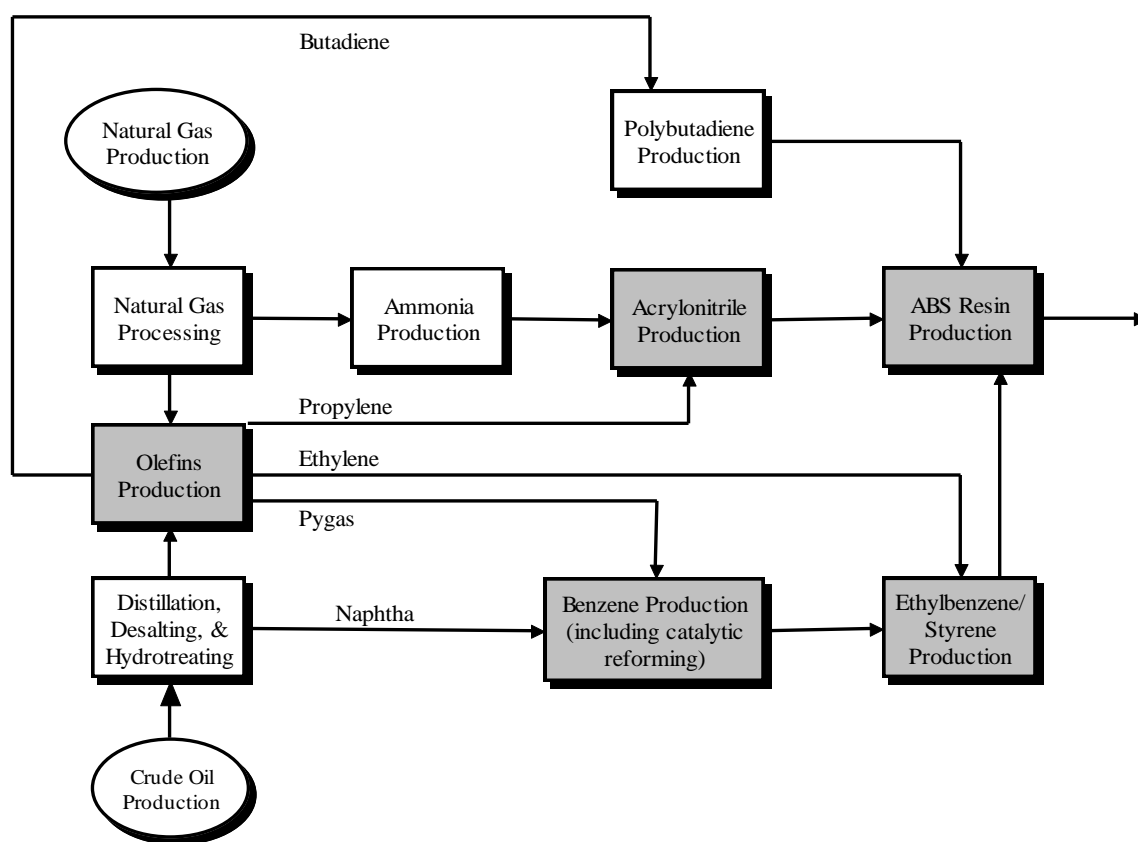 Butadiene
Natural Gas
Production
Polybutadiene
Production
Natural Gas
Processing
Ammonia
Production
Acrylonitrile
Production
ABS Resin
Production
Propylene
Olefins
Production
Ethylene
Pygas
Distillation,
Desalting, &
Hydrotreating
Naphtha
Benzene Production
(including catalytic
reforming)
Ethylbenzene/
Styrene
Production
Crude Oil
Production